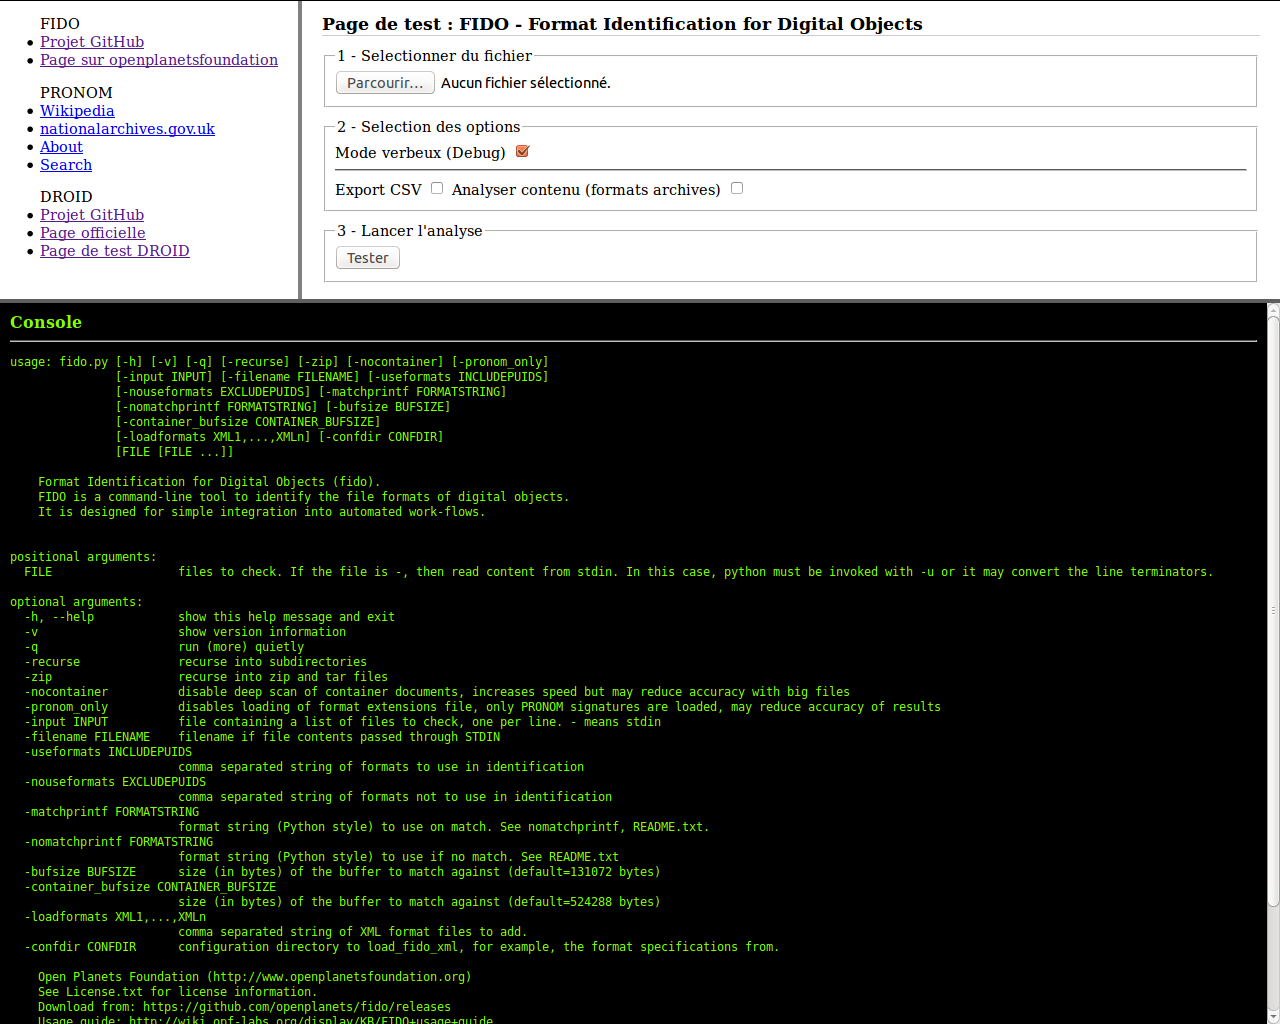 FIDO
Projet GitHub
Page sur openplanetsfoundation
PRONOM
Wikipedia
nationalarchives.gov.uk
About
Search
DROID
Projet GitHub
Page officielle
Page de test DROID
Page de test : FIDO - Format Identification for Digital Objects
1 - Selectionner du fichier
Parcourir... Aucun fichier sélectionné.
2 - Selection des options
Mode verbeux (Debug)
Export CSV Analyser contenu (formats archives)
3 - Lancer l'analyse
Tester
Console
usage: fido.py [-h] [-v] [-q] [-recurse] [-zip] [-nocontainer] [-pronom_only]
[-input INPUT] [-filename FILENAME] [-useformats INCLUDEPUIDS]
[-nouseformats EXCLUDEPUIDS] [-matchprintf FORMATSTRING]
[-nomatchprintf FORMATSTRING] [-bufsize BUFSIZE]
[-container_bufsize CONTAINER_BUFSIZE]
[-loadformats XML1,...,XMLn] [-confdir CONFDIR]
[FILE [FILE ...]]
Format Identification for Digital Objects (fido).
FIDO is a command-line tool to identify the file formats of digital objects.
It is designed for simple integration into automated work-flows.
positional arguments:
FILE files to check. If the file is -, then read content from stdin. In this case, python must be invoked with -u or it may convert the line terminators.
optional arguments:
-h, --help show this help message and exit
-v show version information
-q run (more) quietly
-recurse recurse into subdirectories
-zip recurse into zip and tar files
-nocontainer disable deep scan of container documents, increases speed but may reduce accuracy with big files
-pronom_only disables loading of format extensions file, only PRONOM signatures are loaded, may reduce accuracy of results
-input INPUT file containing a list of files to check, one per line. - means stdin
-filename FILENAME filename if file contents passed through STDIN
-useformats INCLUDEPUIDS
comma separated string of formats to use in identification
-nouseformats EXCLUDEPUIDS
comma separated string of formats not to use in identification
-matchprintf FORMATSTRING
format string (Python style) to use on match. See nomatchprintf, README.txt.
-nomatchprintf FORMATSTRING
format string (Python style) to use if no match. See README.txt
-bufsize BUFSIZE size (in bytes) of the buffer to match against (default=131072 bytes)
-container_bufsize CONTAINER_BUFSIZE
size (in bytes) of the buffer to match against (default=524288 bytes)
-loadformats XML1,...,XMLn
comma separated string of XML format files to add.
-confdir CONFDIR configuration directory to load_fido_xml, for example, the format specifications from.
Open Planets Foundation (http://www.openplanetsfoundation.org)
See License.txt for license information.
Download from: https://github.com/openplanets/fido/releases
Usage guide: http://wiki.opf-labs.org/display/KB/FIDO+usage+guide